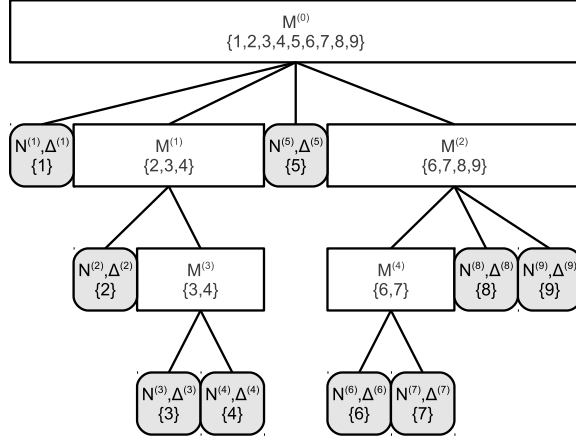 M⁽⁰⁾
{1,2,3,4,5,6,7,8,9}
N⁽¹⁾,Δ⁽¹⁾
{1}
M⁽¹⁾
{2,3,4}
N⁽⁵⁾,Δ⁽⁵⁾
{5}
M⁽²⁾
{6,7,8,9}
N⁽²⁾,Δ⁽²⁾
{2}
M⁽³⁾
{3,4}
M⁽⁴⁾
{6,7}
N⁽⁸⁾,Δ⁽⁸⁾
{8}
N⁽⁹⁾,Δ⁽⁹⁾
{9}
N⁽³⁾,Δ⁽³⁾
{3}
N⁽⁴⁾,Δ⁽⁴⁾
{4}
N⁽⁶⁾,Δ⁽⁶⁾
{6}
N⁽⁷⁾,Δ⁽⁷⁾
{7}